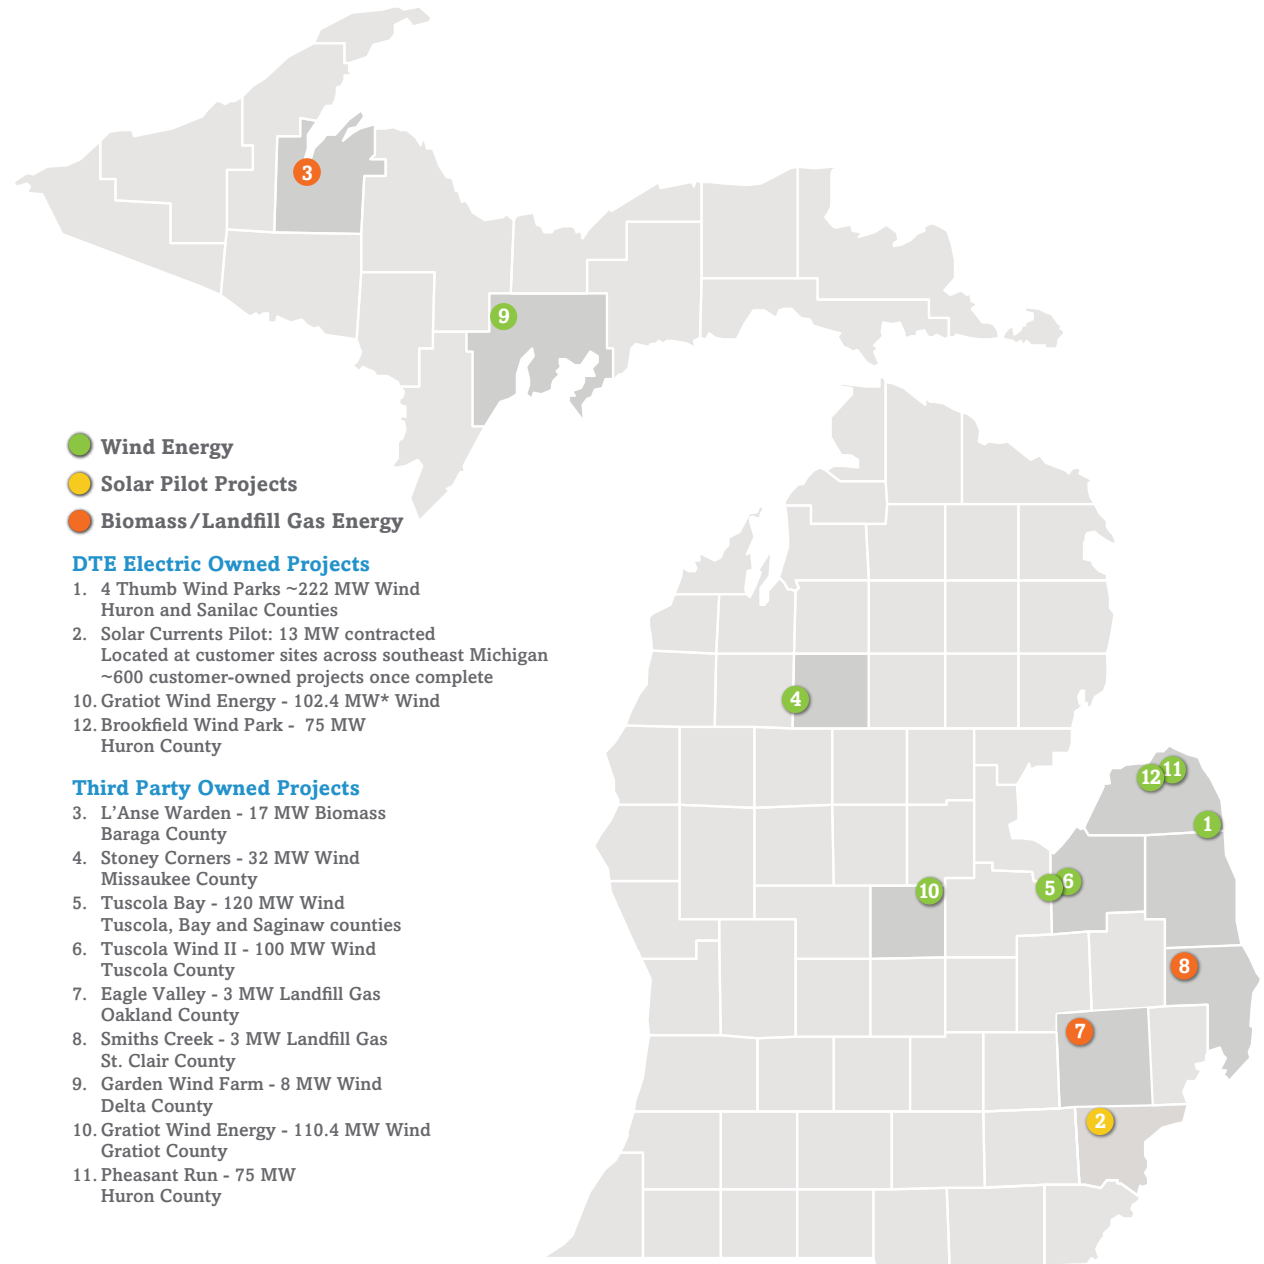 3
9
Wind Energy
Solar Pilot Projects
Biomass/Landfill Gas Energy
DTE Electric Owned Projects
1. 4 Thumb Wind Parks ~222 MW Wind
Huron and Sanilac Counties
2. Solar Currents Pilot: 13 MW contracted
Located at customer sites across southeast Michigan
~600 customer-owned projects once complete
10. Gratiot Wind Energy - 102.4 MW* Wind
12. Brookfield Wind Park - 75 MW
Huron County
Third Party Owned Projects
3. L’Anse Warden - 17 MW Biomass
Baraga County
4. Stoney Corners - 32 MW Wind
Missaukee County
5. Tuscola Bay - 120 MW Wind
Tuscola, Bay and Saginaw counties
6. Tuscola Wind II - 100 MW Wind
Tuscola County
7. Eagle Valley - 3 MW Landfill Gas
Oakland County
8. Smiths Creek - 3 MW Landfill Gas
St. Clair County
9. Garden Wind Farm - 8 MW Wind
Delta County
10. Gratiot Wind Energy - 110.4 MW Wind
Gratiot County
11. Pheasant Run - 75 MW
Huron County
4
12
11
1
10
5
6
8
7
2